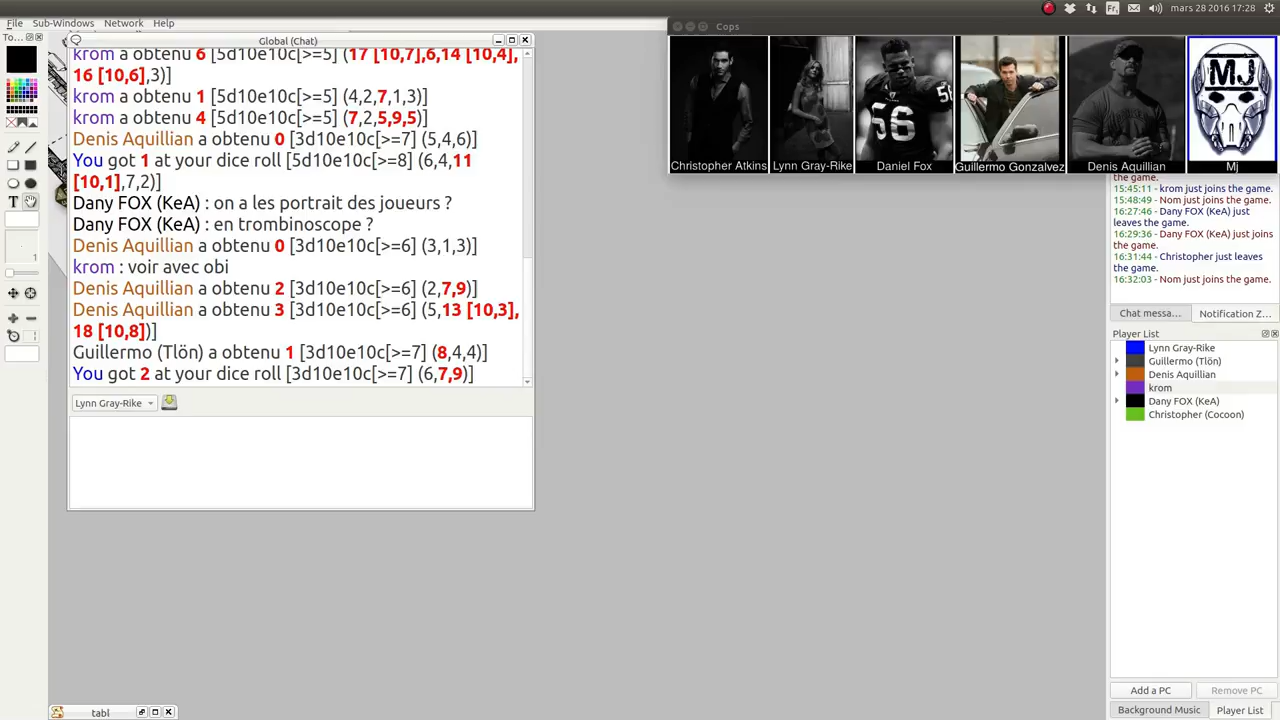 Fr
mars 28 2016 17:28
File Sub-Windows Network Help
To...
Global (Chat)
krom a obtenu 6 [5d10e10c[>=5] (17 [10,7],6,14 [10,4],
16 [10,6],3)]
krom a obtenu 1 [5d10e10c[>=5] (4,2,7,1,3)]
krom a obtenu 4 [5d10e10c[>=5] (7,2,5,9,5)]
Denis Aquillian a obtenu 0 [3d10e10c[>=7] (5,4,6)]
You got 1 at your dice roll [5d10e10c[>=8] (6,4,11
[10,1],7,2)]
Dany FOX (KeA) : on a les portrait des joueurs ?
Dany FOX (KeA) : en trombinoscope ?
Denis Aquillian a obtenu 0 [3d10e10c[>=6] (3,1,3)]
krom : voir avec obi
Denis Aquillian a obtenu 2 [3d10e10c[>=6] (2,7,9)]
Denis Aquillian a obtenu 3 [3d10e10c[>=6] (5,13 [10,3],
18 [10,8])]
Guillermo (Tlön) a obtenu 1 [3d10e10c[>=7] (8,4,4)]
You got 2 at your dice roll [3d10e10c[>=7] (6,7,9)]
Lynn Gray-Rike
T
1
tabl
Cops
56
MJ
Christopher Atkins
Lynn Gray-Rike
Daniel Fox
Guillermo Gonzalvez
Denis Aquillian
Mj
the game.
15:45:11 - krom just joins the game.
15:48:49 - Nom just joins the game.
16:27:46 - Dany FOX (KeA) just
leaves the game.
16:29:36 - Dany FOX (KeA) just joins
the game.
16:31:44 - Christopher just leaves
the game.
16:32:03 - Nom just joins the game.
Chat messa...
Notification Z...
Player List
Lynn Gray-Rike
Guillermo (Tlön)
Denis Aquillian
krom
Dany FOX (KeA)
Christopher (Cocoon)
Add a PC
Remove PC
Background Music
Player List